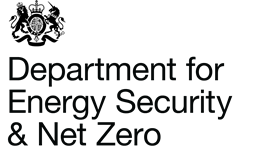 Department for
Energy Security
& Net Zero